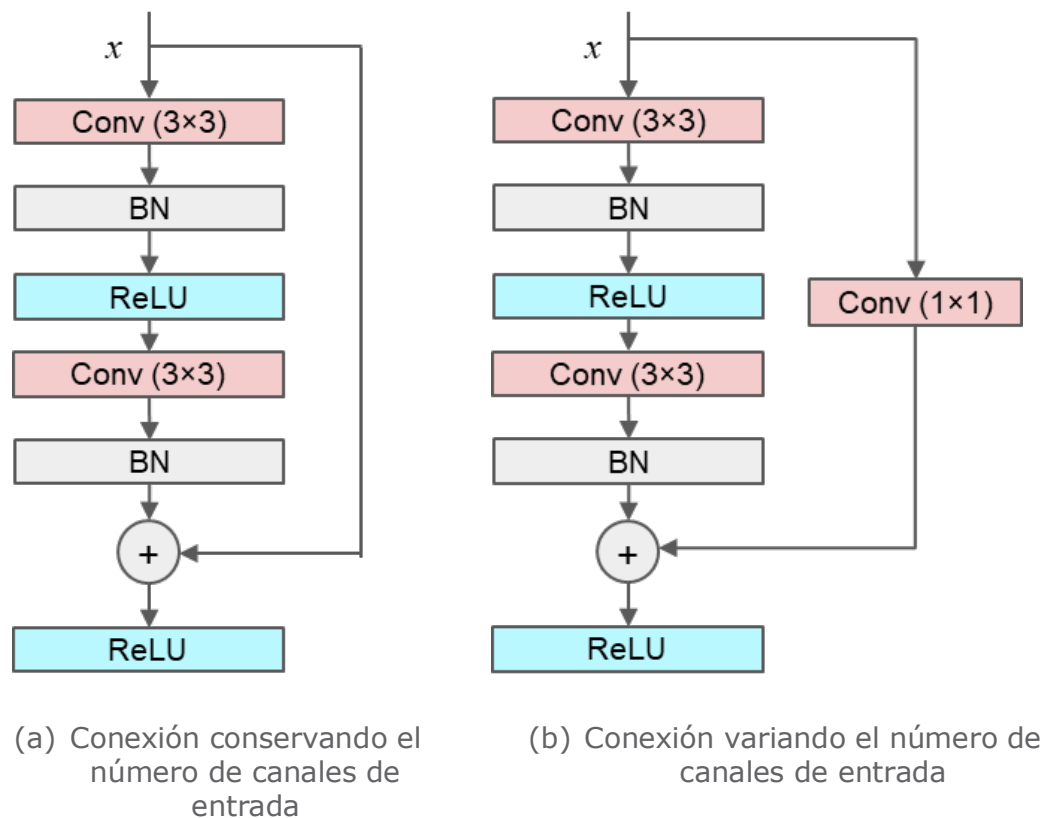 x
Conv (3×3)
BN
ReLU
Conv (3×3)
BN
+
ReLU
(a) Conexión conservando el
número de canales de
entrada
x
Conv (3×3)
BN
ReLU
Conv (1×1)
Conv (3×3)
BN
+
ReLU
(b) Conexión variando el número de
canales de entrada